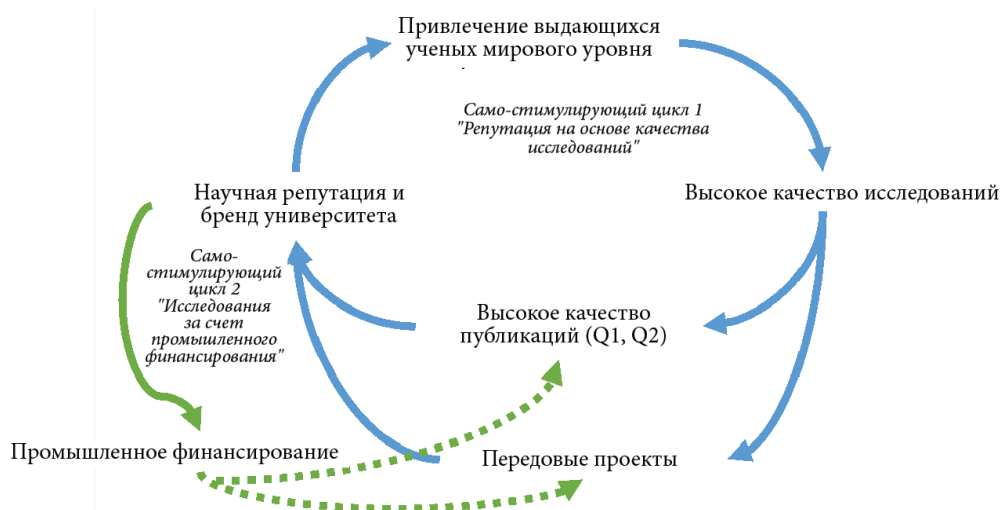 Привлечение выдающихся
ученых мирового уровня
Само-стимулирующий цикл 1
"Репутация на основе качества
исследований"
Научная репутация и
бренд университета
Высокое качество исследований
Само-
стимулирующий
цикл 2
"Исследования
за счет
промышленного
финансирования"
Высокое качество
публикаций (Q1, Q2)
Промышленное финансирование
Передовые проекты